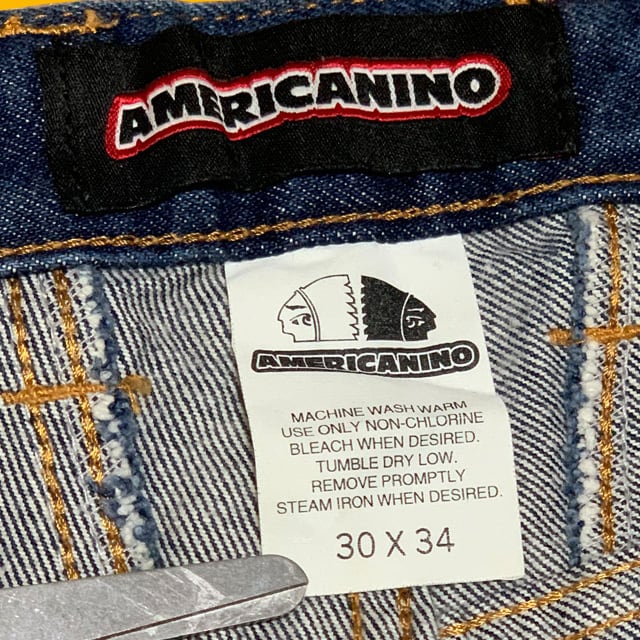 AMERICANINO
AMERICANINO
MACHINE WASH WARM
USE ONLY NON-CHLORINE
BLEACH WHEN DESIRED.
TUMBLE DRY LOW.
REMOVE PROMPTLY
STEAM IRON WHEN DESIRED.
30 X 34